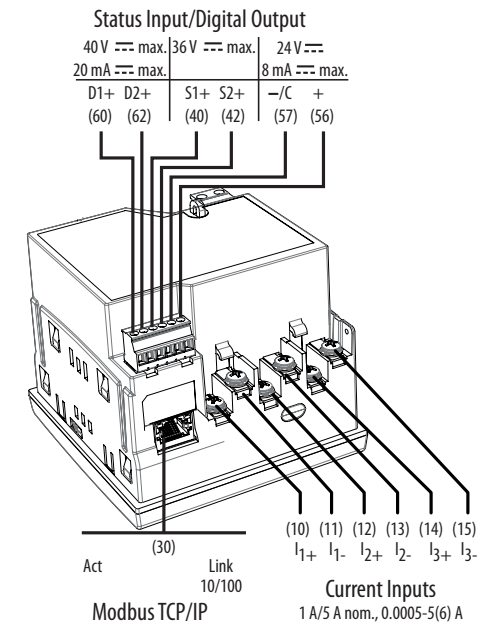 Status Input/Digital Output
40 V ⎓ max. 36 V ⎓ max. 24 V ⎓
20 mA ⎓ max. 8 mA ⎓ max.
D1+ D2+ S1+ S2+ –/C +
(60) (62) (40) (42) (57) (56)
(10) (11) (12) (13) (14) (15)
I1+ I1- I2+ I2- I3+ I3-
(30)
Act Link
10/100
Modbus TCP/IP
Current Inputs
1 A/5 A nom., 0.0005-5(6) A